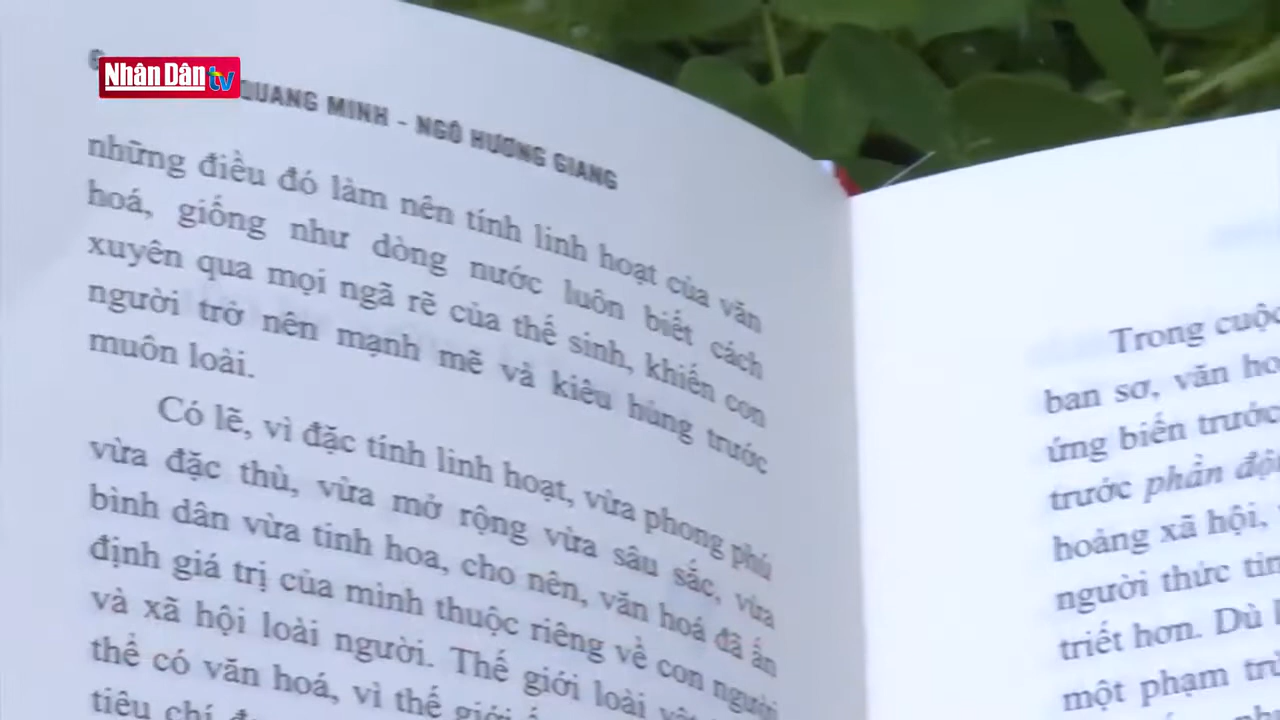 6
Nhân Dân tv
QUANG MINH - NGÔ HƯƠNG GIANG
những điều đó làm nên tính linh hoạt của văn
hoá, giống như dòng nước luôn biết cách
xuyên qua mọi ngã rẽ của thế sinh, khiến con
người trở nên mạnh mẽ và kiêu hùng trước
muôn loài.
Có lẽ, vì đặc tính linh hoạt, vừa phong phú
vừa đặc thù, vừa mở rộng vừa sâu sắc, vừa
bình dân vừa tinh hoa, cho nên, văn hoá đã ấn
định giá trị của mình thuộc riêng về con người
và xã hội loài người. Thế giới loài vật
thể có văn hoá, vì thế giới
tiêu chí
Trong cuộc
ban sơ, văn
ứng biến trước
trước phần
hoảng xã hội,
người thức
triết hơn. Dù
một phạm